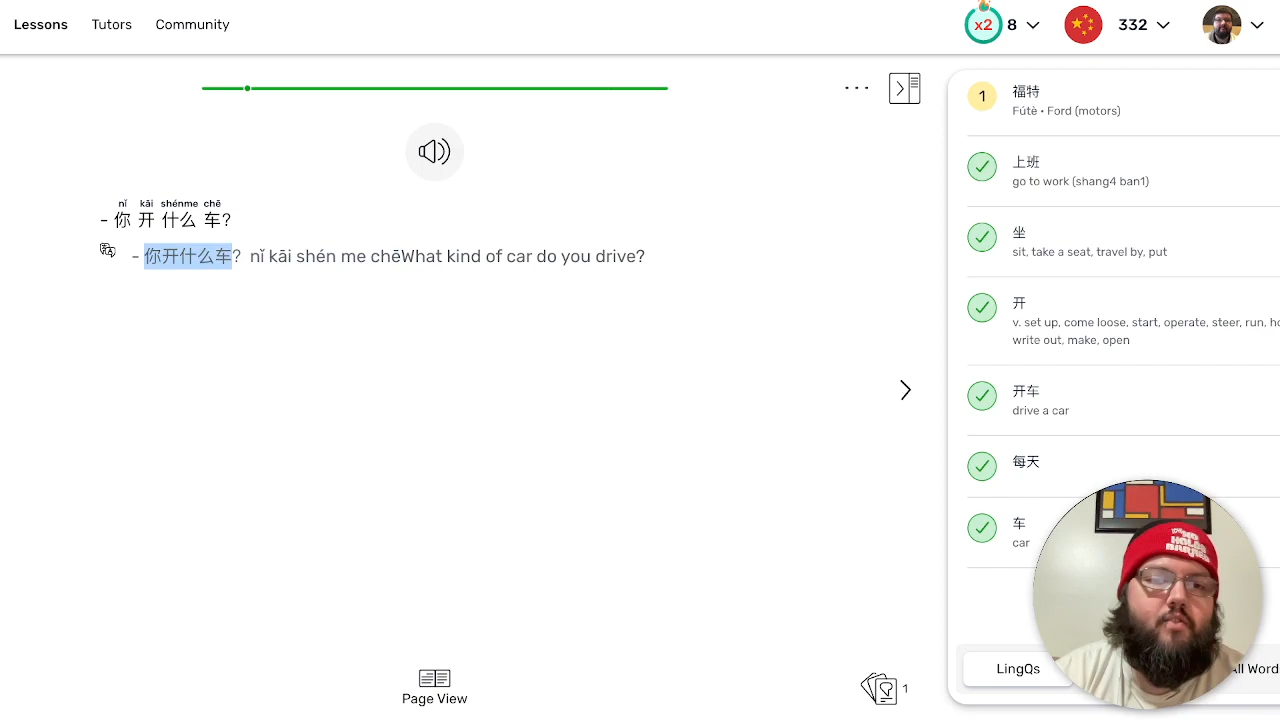 Lessons
Tutors
Community
x2
8
332
nǐ kāi shénme chē
- 你 开 什么 车?
- 你开什么车? nǐ kāi shén me chēWhat kind of car do you drive?
Page View
1
1
福特
Fútè • Ford (motors)
上班
go to work (shang4 ban1)
坐
sit, take a seat, travel by, put
开
v. set up, come loose, start, operate, steer, run, ho
write out, make, open
开车
drive a car
每天
车
car
LingQs
All Word